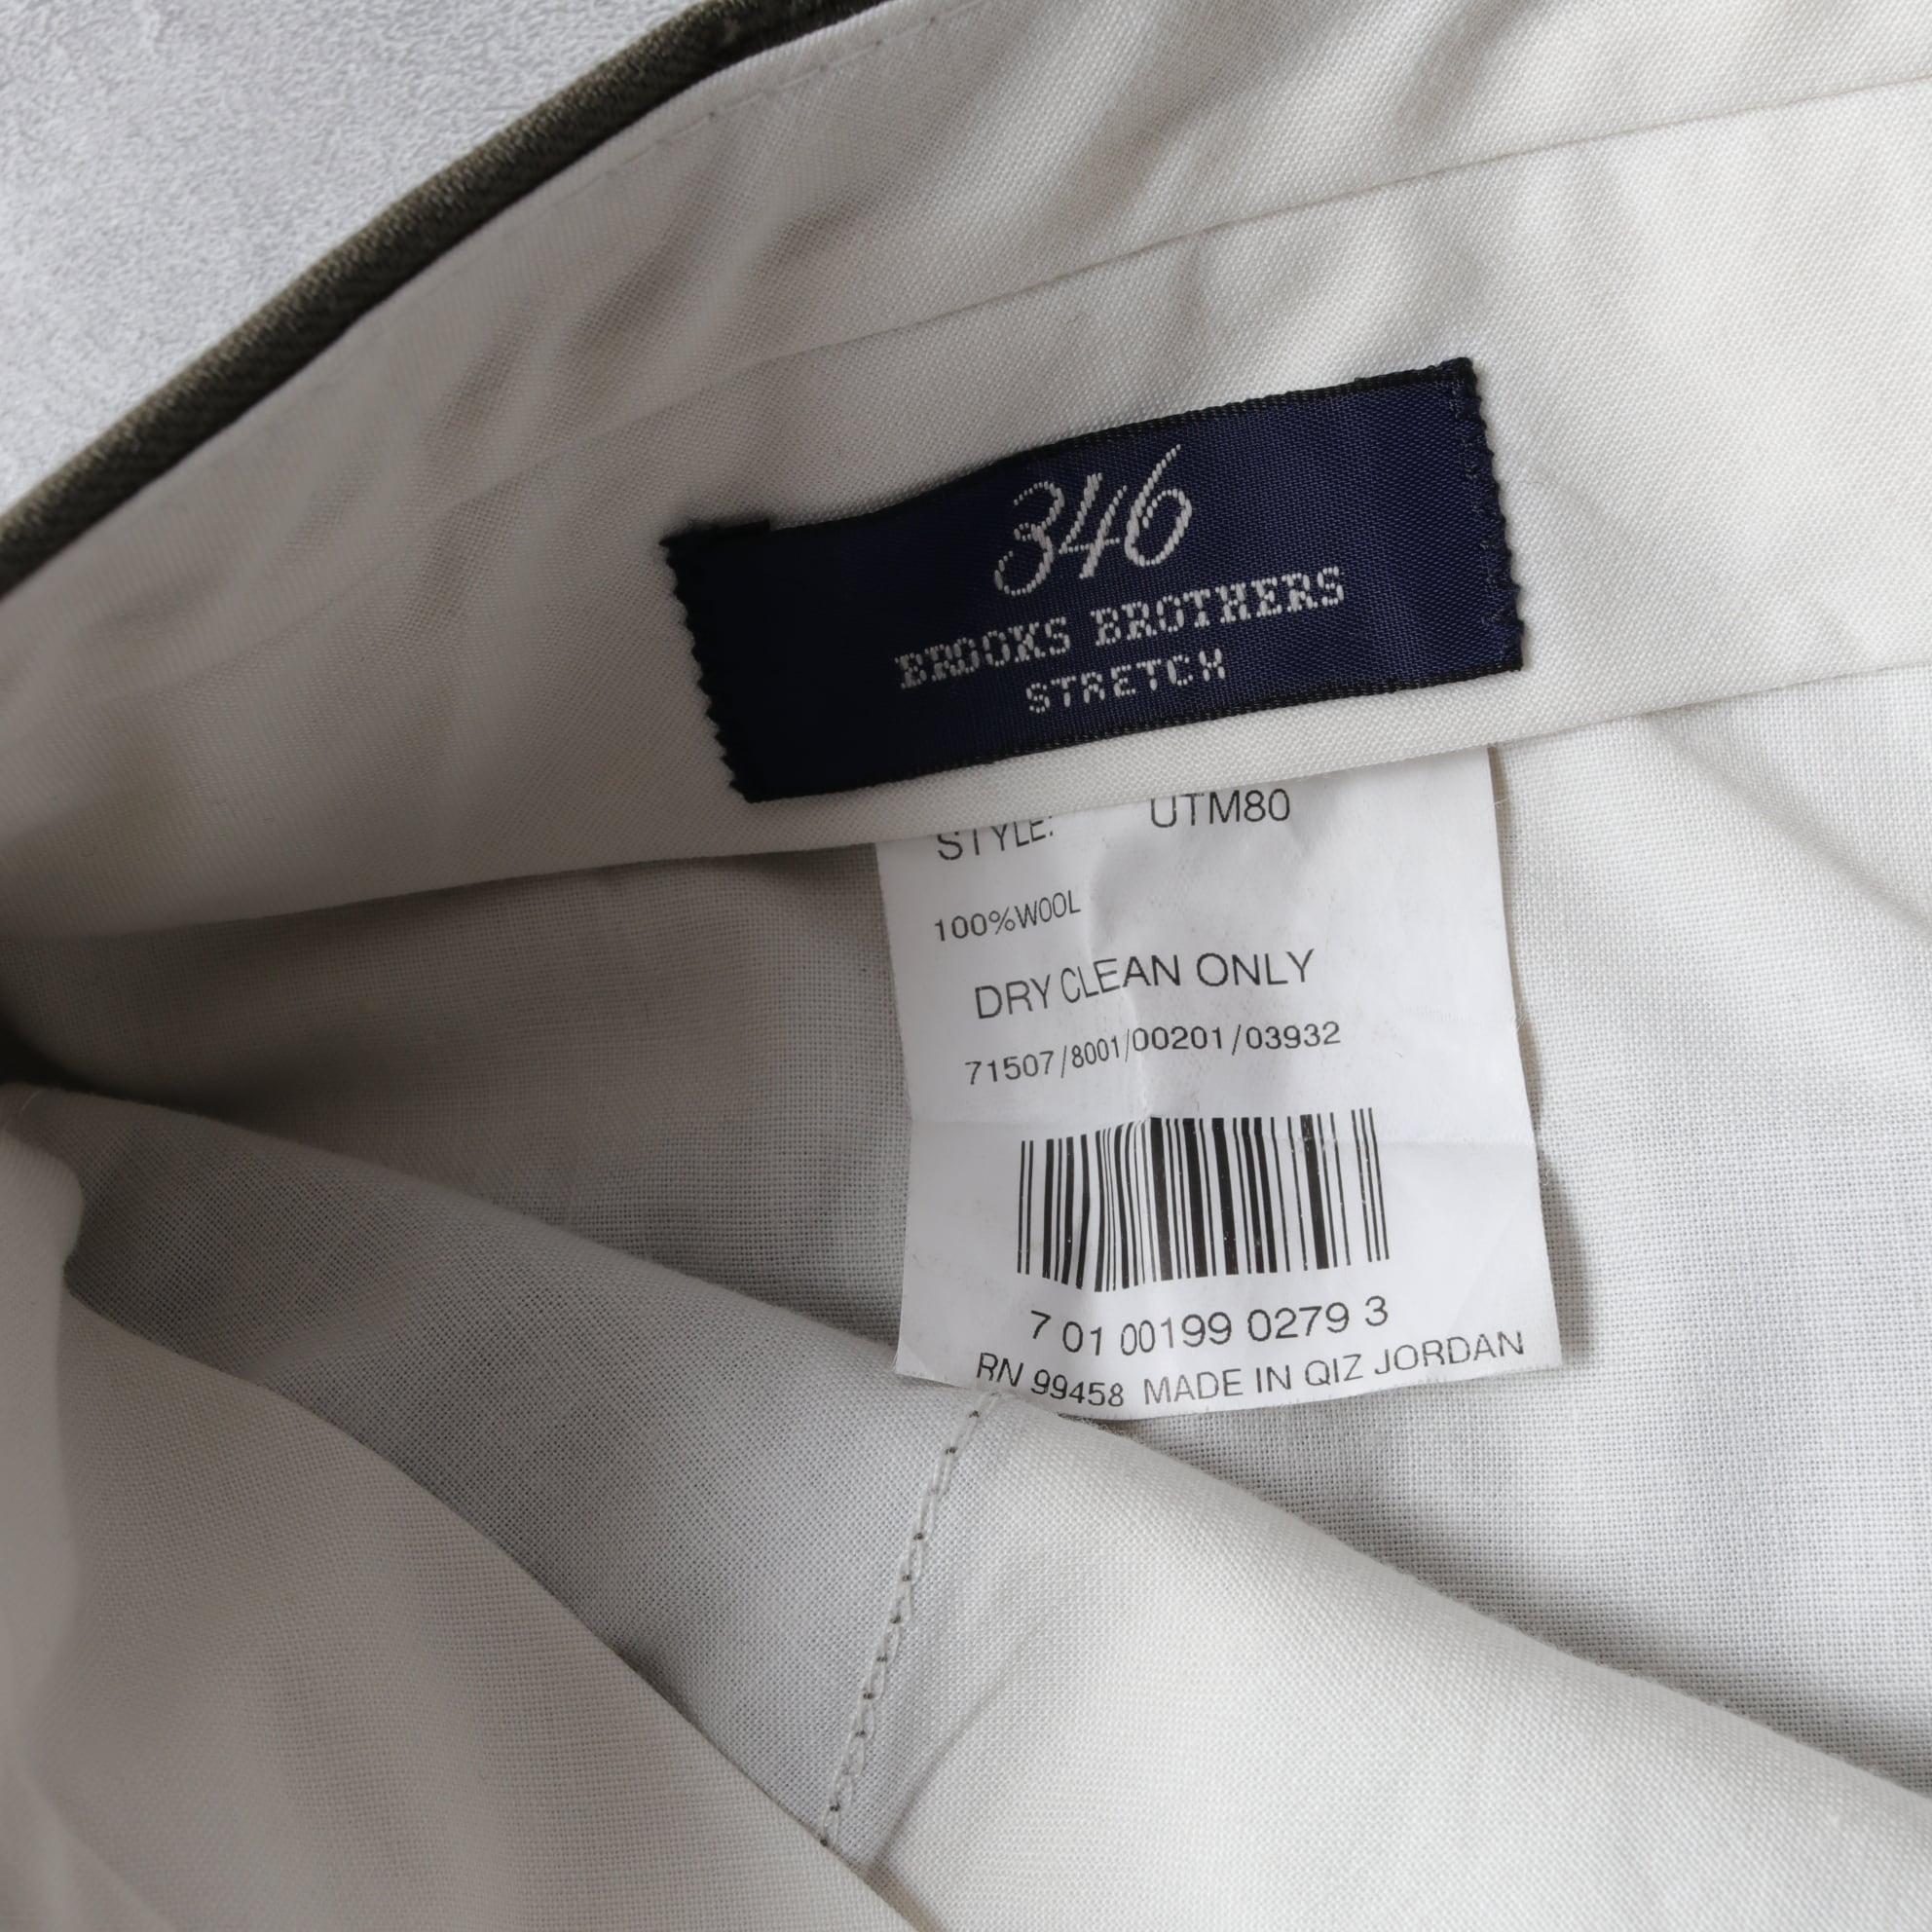 346
BROOKS BROTHERS
STRETCH
STYLE: UTM80
100%WOOL
DRY CLEAN ONLY
71507/8001/00201/03932
7 01 00199 0279 3
RN 99458 MADE IN QIZ JORDAN